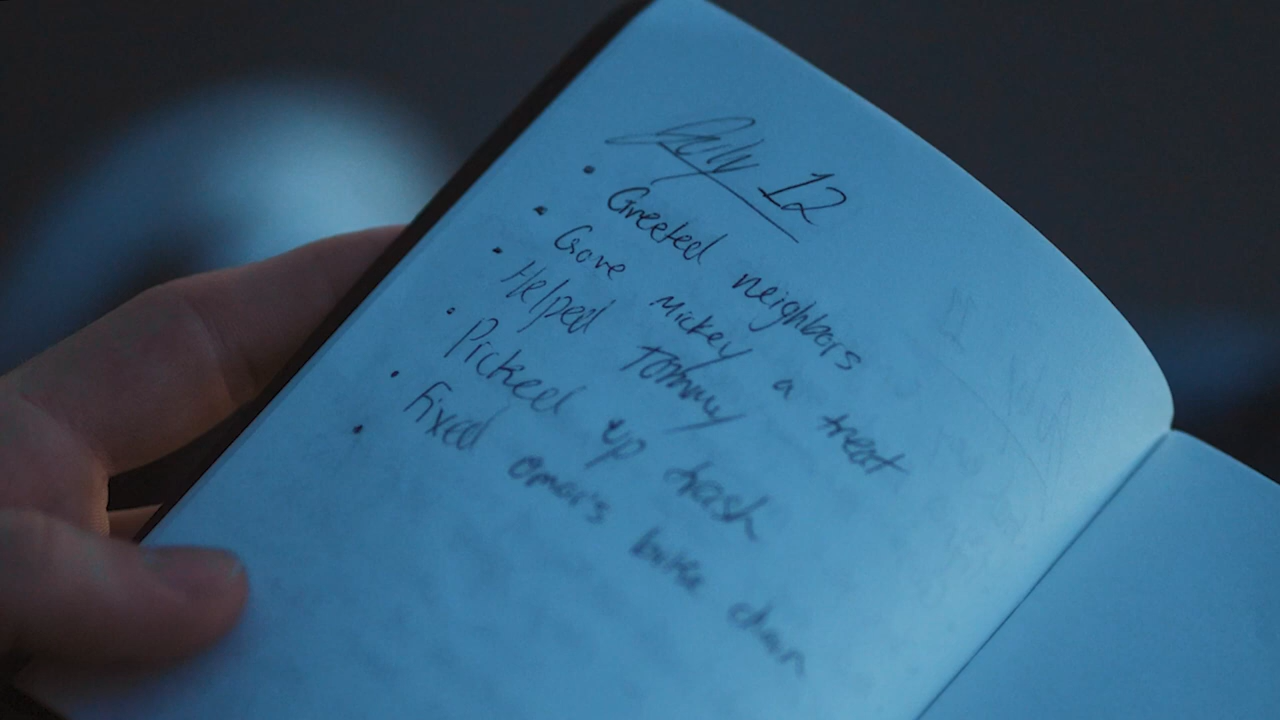 July 12
• Greeted neighbors
• Gave Mickey a treat
• Helped Tommy
• Picked up trash
• Fixed Omar's bike chain
•